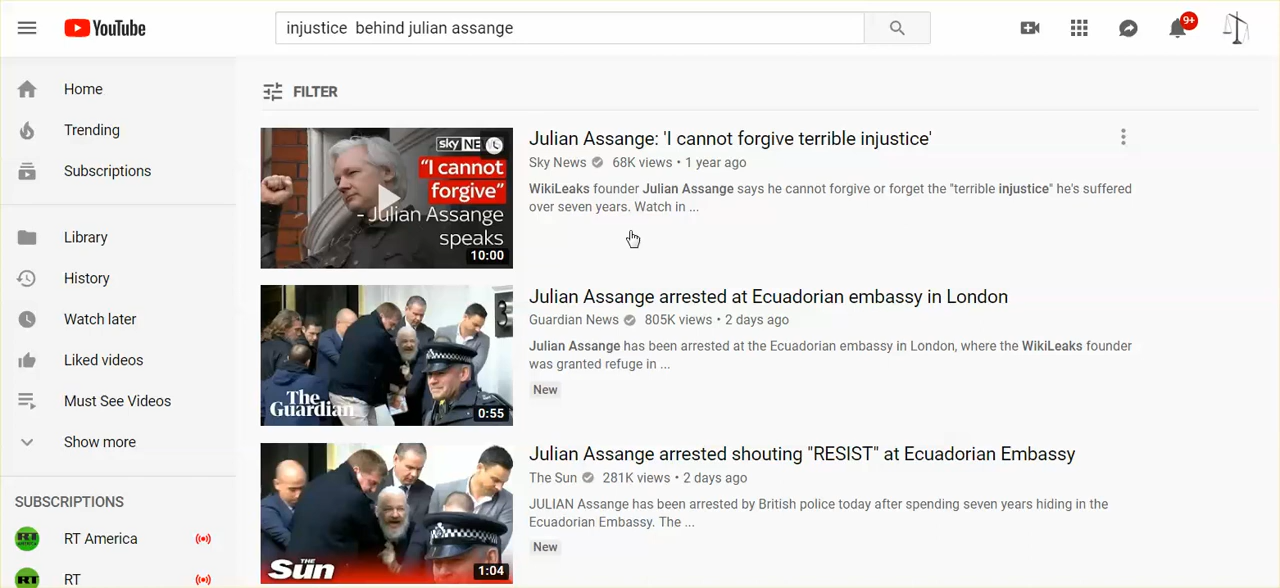 YouTube
injustice  behind julian assange
9+
Home
Trending
Subscriptions
Library
History
Watch later
Liked videos
Must See Videos
Show more
SUBSCRIPTIONS
RT America
RT
FILTER
sky NE
"I cannot
forgive"
- Julian Assange
speaks
10:00
Julian Assange: 'I cannot forgive terrible injustice'
Sky News 68K views • 1 year ago
WikiLeaks founder Julian Assange says he cannot forgive or forget the "terrible injustice" he's suffered
over seven years. Watch in ...
3
The
Guardian
0:55
Julian Assange arrested at Ecuadorian embassy in London
Guardian News 805K views • 2 days ago
Julian Assange has been arrested at the Ecuadorian embassy in London, where the WikiLeaks founder
was granted refuge in ...
New
THE
Sun
1:04
Julian Assange arrested shouting "RESIST" at Ecuadorian Embassy
The Sun 281K views • 2 days ago
JULIAN Assange has been arrested by British police today after spending seven years hiding in the
Ecuadorian Embassy. The ...
New